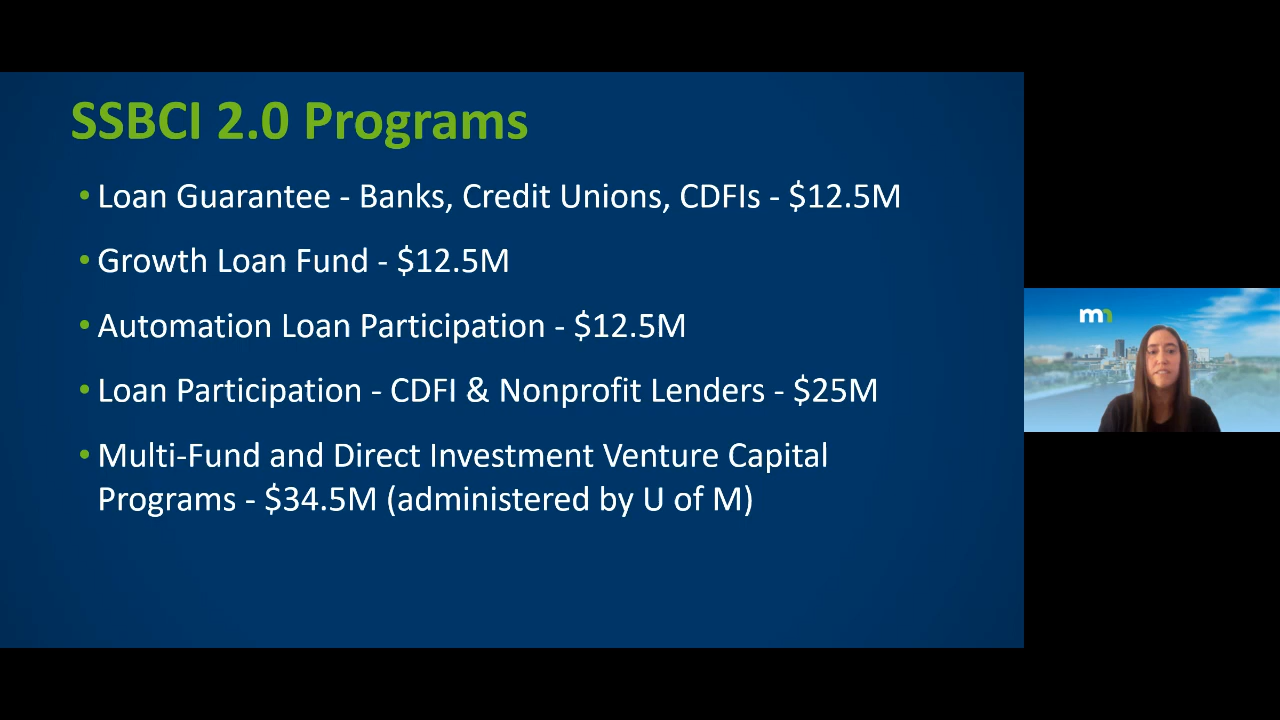 SSBCI 2.0 Programs
• Loan Guarantee - Banks, Credit Unions, CDFIs - $12.5M
• Growth Loan Fund - $12.5M
• Automation Loan Participation - $12.5M
• Loan Participation - CDFI & Nonprofit Lenders - $25M
• Multi-Fund and Direct Investment Venture Capital
Programs - $34.5M (administered by U of M)
mn